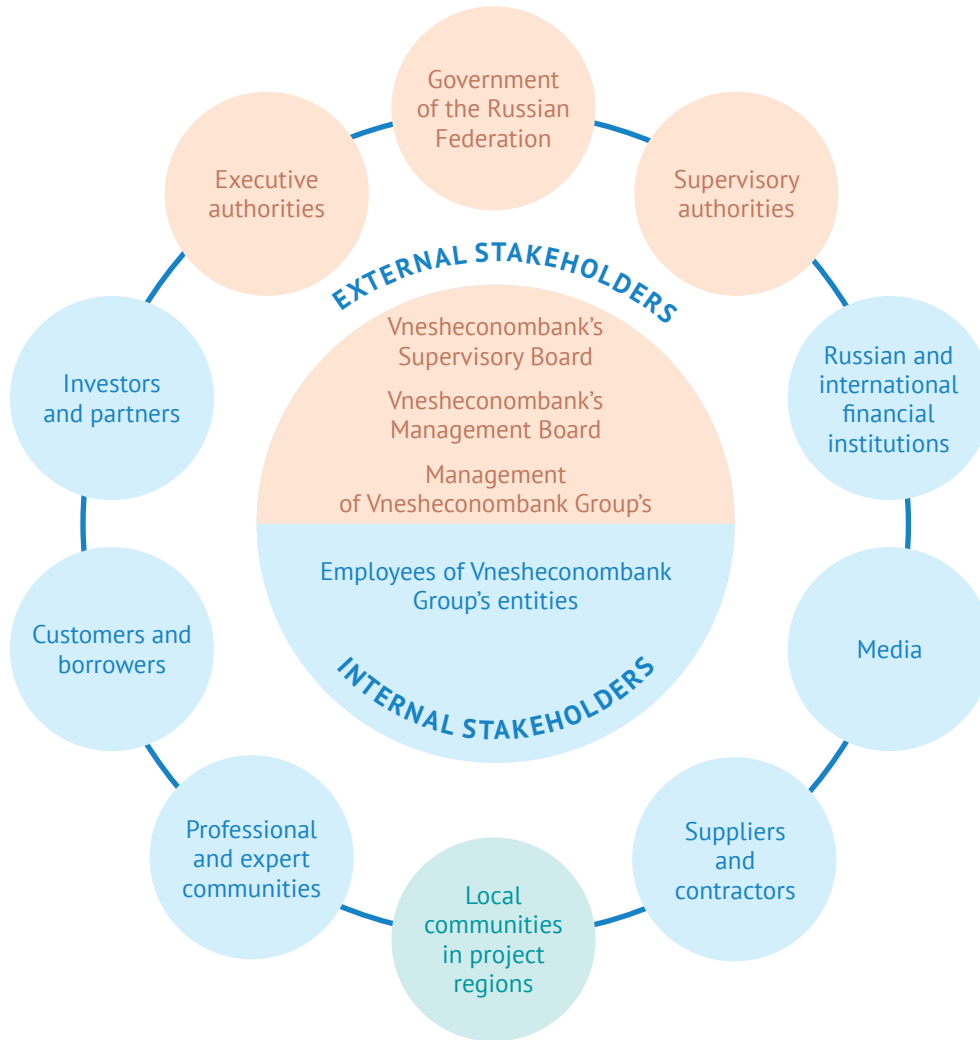 Government
of the Russian
Federation
Executive
authorities
Supervisory
authorities
EXTERNAL STAKEHOLDERS
Vnesheconombank’s
Supervisory Board
Vnesheconombank’s
Management Board
Management
of Vnesheconombank Group’s
Investors
and partners
Russian and
international
financial
institutions
Employees of Vnesheconombank
Group’s entities
INTERNAL STAKEHOLDERS
Customers and
borrowers
Media
Professional
and expert
communities
Suppliers
and
contractors
Local
communities
in project
regions